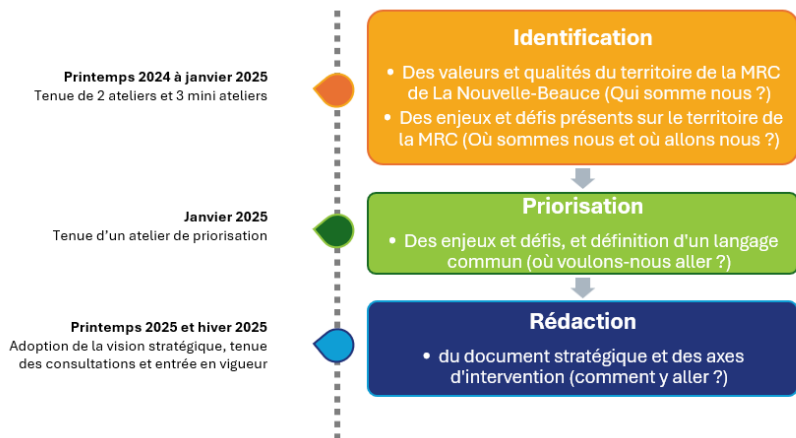 Printemps 2024 à janvier 2025
Tenue de 2 ateliers et 3 mini ateliers
Identification
• Des valeurs et qualités du territoire de la MRC
de La Nouvelle-Beauce (Qui somme nous ?)
• Des enjeux et défis présents sur le territoire de
la MRC (Où sommes nous et où allons nous ?)
Janvier 2025
Tenue d'un atelier de priorisation
Priorisation
• Des enjeux et défis, et définition d'un langage
commun (où voulons-nous aller ?)
Printemps 2025 et hiver 2025
Adoption de la vision stratégique, tenue
des consultations et entrée en vigueur
Rédaction
• du document stratégique et des axes
d'intervention (comment y aller ?)